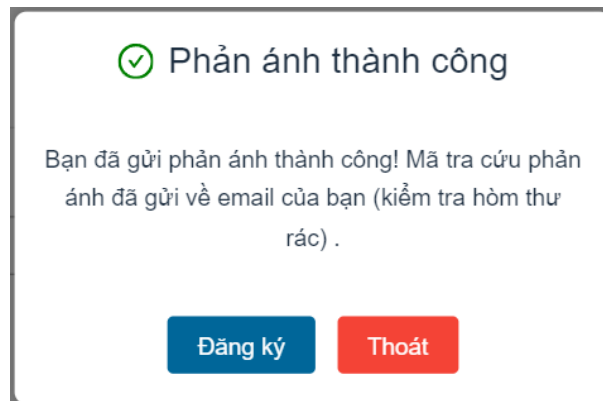 Phản ánh thành công
Bạn đã gửi phản ánh thành công! Mã tra cứu phản
ánh đã gửi về email của bạn (kiểm tra hòm thư
rác) .
Đăng ký
Thoát